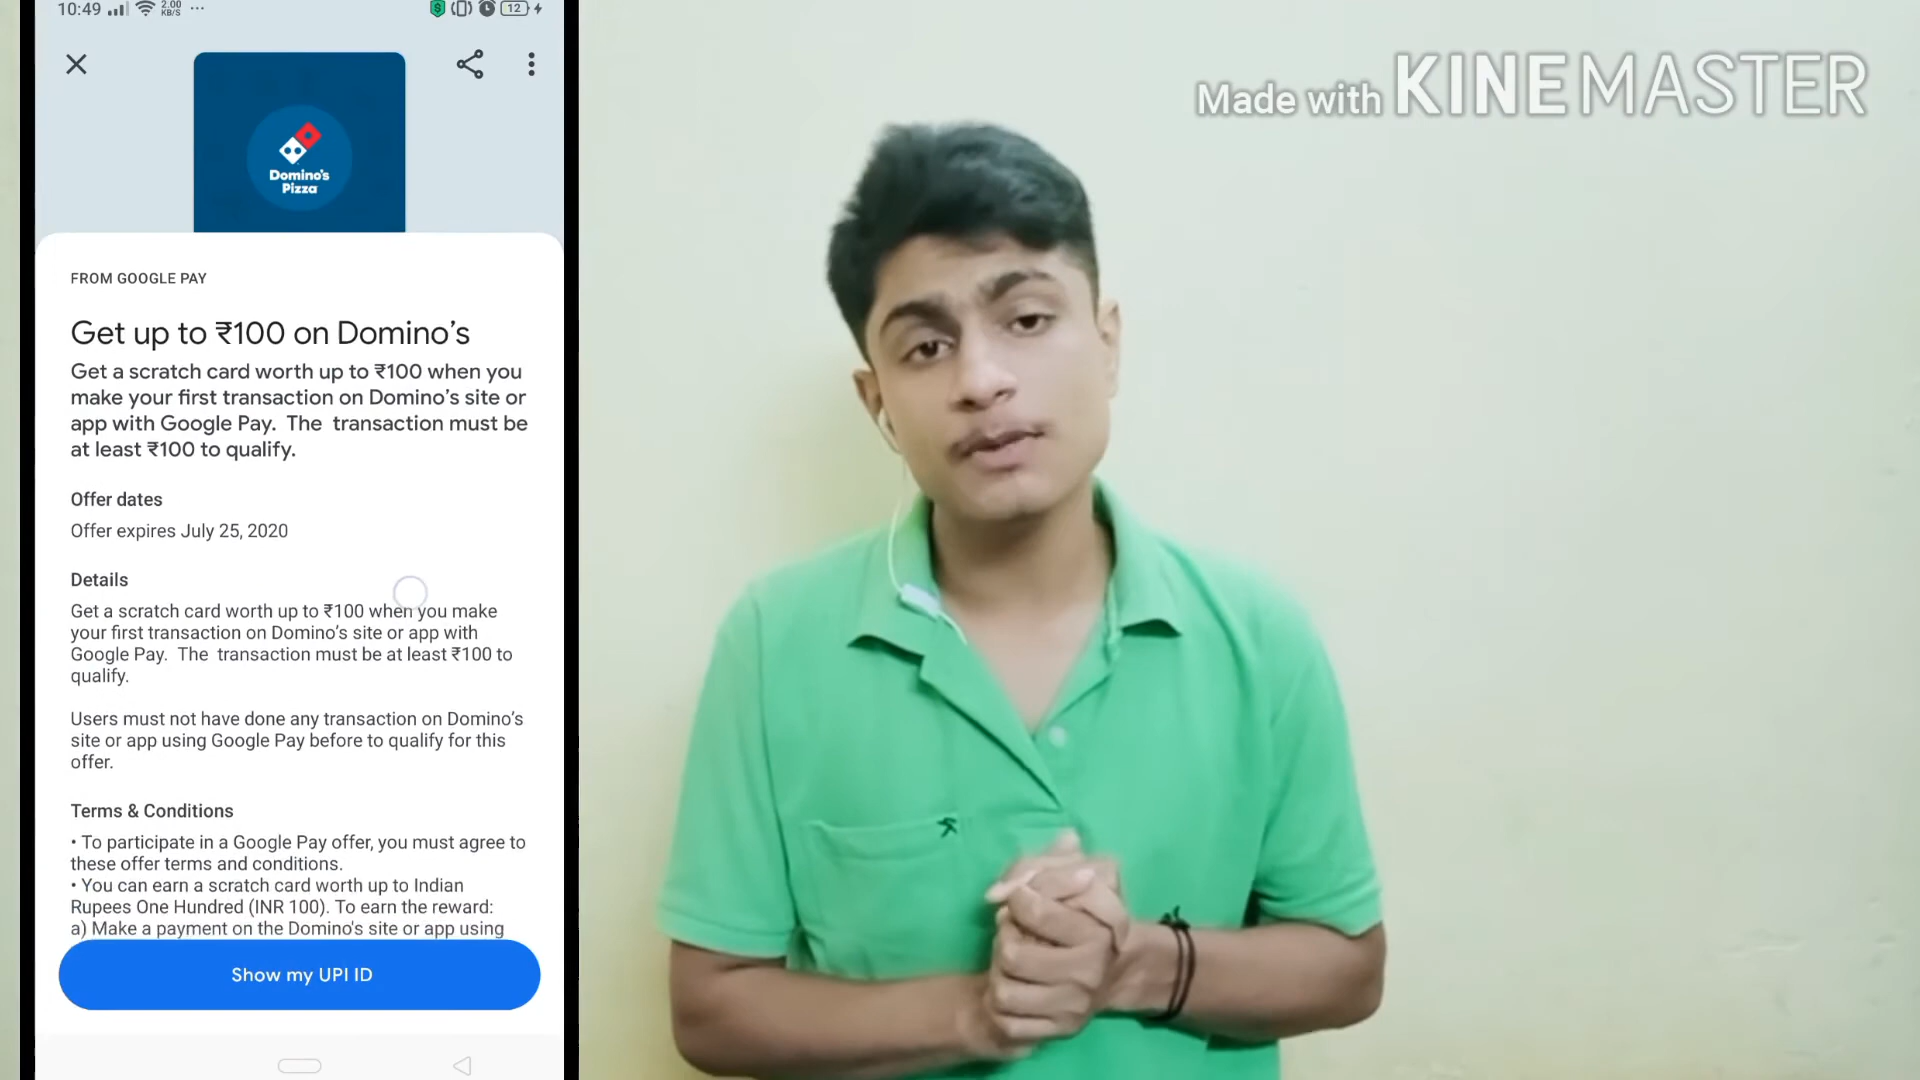 10:49 2.00 KB/S ... 12
Made with KINEMASTER
Domino's
Pizza
FROM GOOGLE PAY
Get up to ₹100 on Domino’s
Get a scratch card worth up to ₹100 when you
make your first transaction on Domino’s site or
app with Google Pay.  The  transaction must be
at least ₹100 to qualify.
Offer dates
Offer expires July 25, 2020
Details
Get a scratch card worth up to ₹100 when you make
your first transaction on Domino’s site or app with
Google Pay.  The  transaction must be at least ₹100 to
qualify.
Users must not have done any transaction on Domino’s
site or app using Google Pay before to qualify for this
offer.
Terms & Conditions
• To participate in a Google Pay offer, you must agree to
these offer terms and conditions.
• You can earn a scratch card worth up to Indian
Rupees One Hundred (INR 100). To earn the reward:
a) Make a payment on the Domino's site or app using
Show my UPI ID